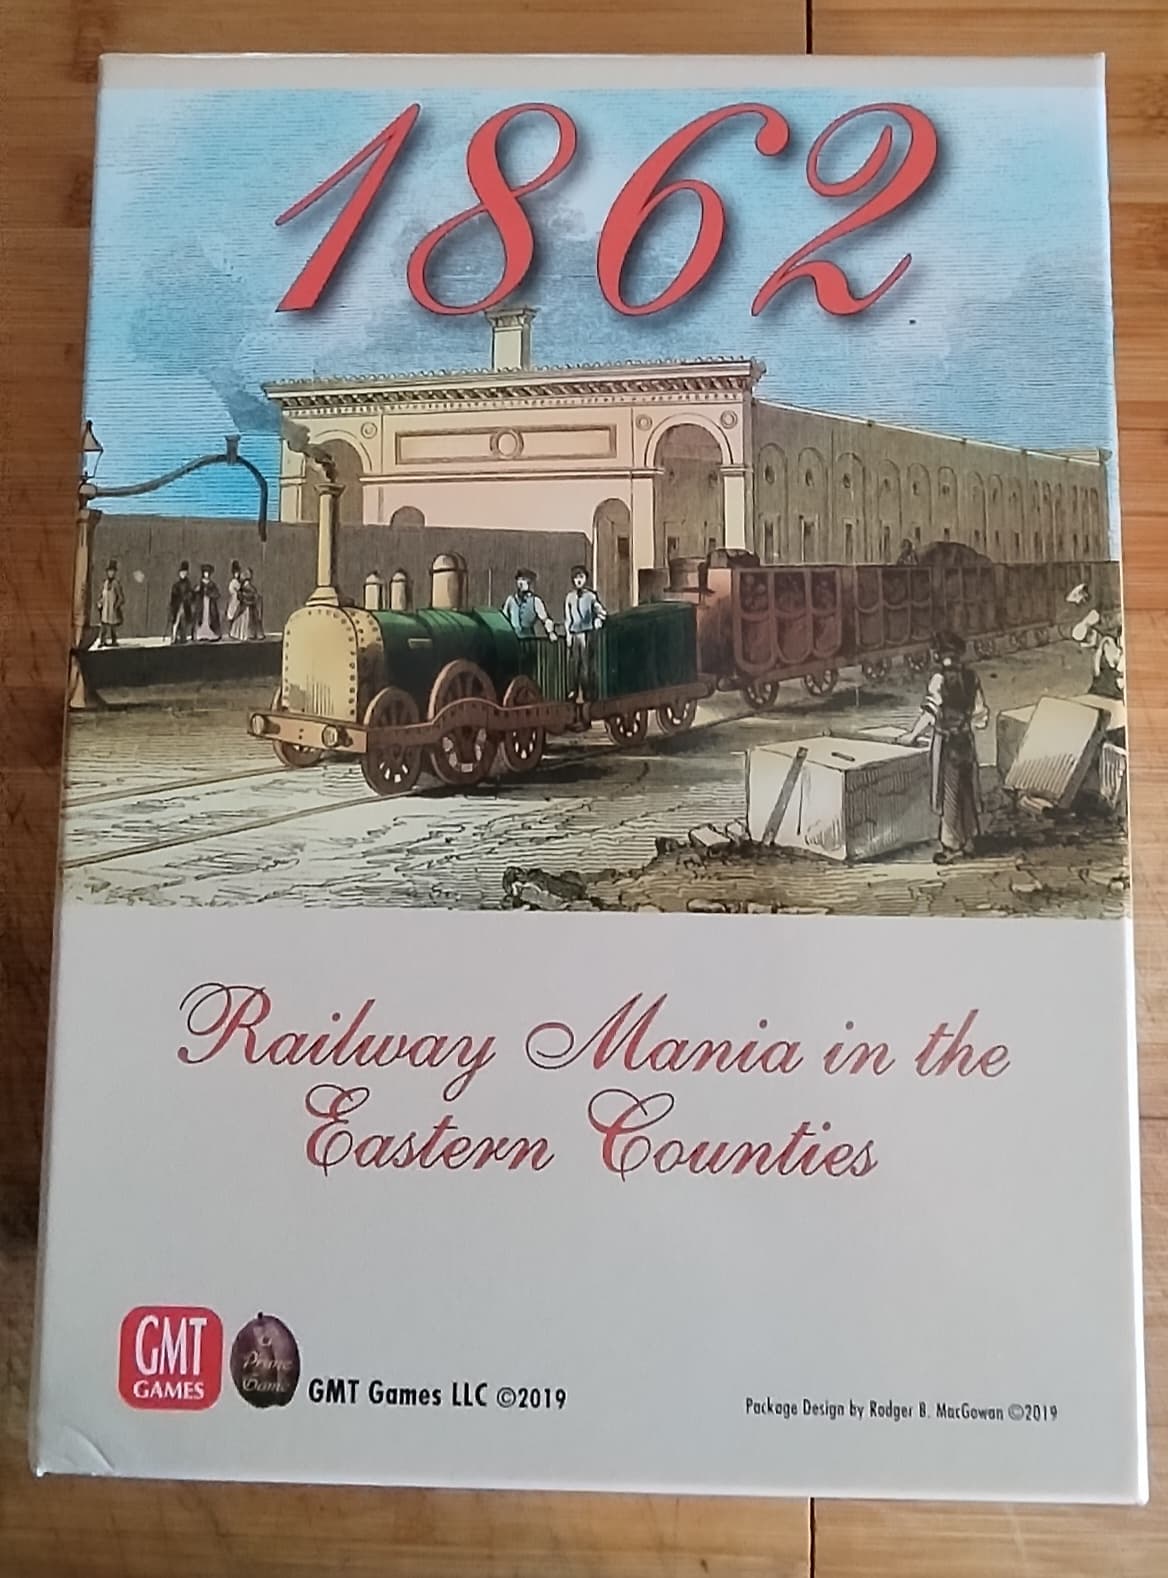 1862
Railway Mania in the
Eastern Counties
GMT
GAMES
A
Prime
Game
GMT Games LLC ©2019
Package Design by Rodger B. MacGowan ©2019